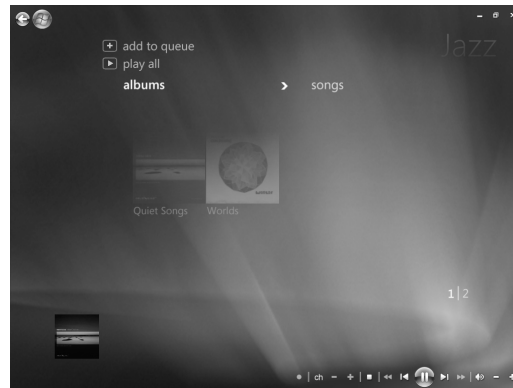 Jazz
add to queue
play all
albums songs
Quiet Songs Worlds
1|2
ch